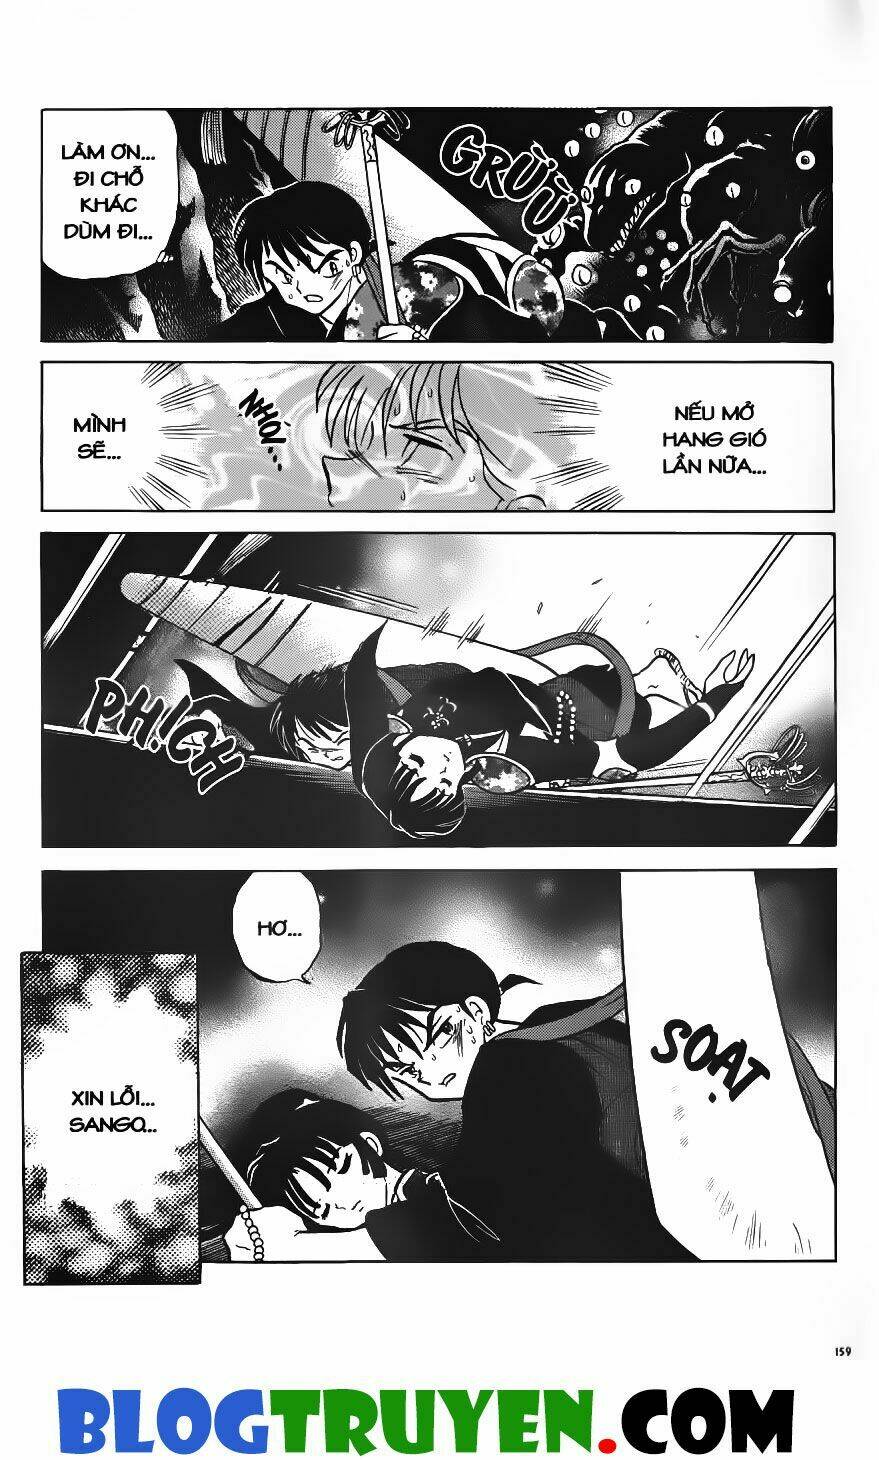 LÀM ƠN...
ĐI CHỖ
KHÁC
DÙM ĐI...
GRỪỪ
NẾU MỞ
HANG GIÓ
LẦN NỮA...
NHÓI...
MÌNH
SẼ...
PHỊCH
HƠ...
SOẠT
XIN LỖI...
SANGO...
159
BLOGTRUYEN.COM